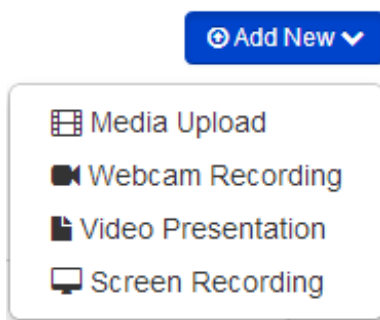 Add New
Media Upload
Webcam Recording
Video Presentation
Screen Recording